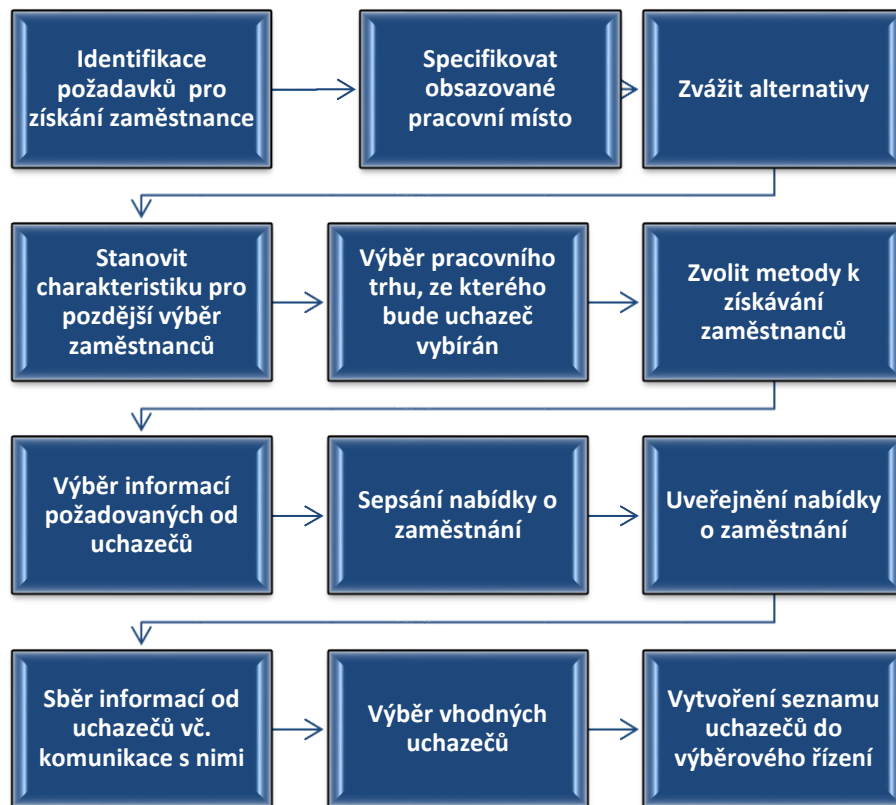 Identifikace
požadavků pro
získání zaměstnance
Specifikovat
obsazované
pracovní místo
Zvážit alternativy
Stanovit
charakteristiku pro
pozdější výběr
zaměstnanců
Výběr pracovního
trhu, ze kterého
bude uchazeč
vybírán
Zvolit metody k
získávání
zaměstnanců
Výběr informací
požadovaných od
uchazečů
Sepsání nabídky o
zaměstnání
Uveřejnění nabídky
o zaměstnání
Sběr informací od
uchazečů vč.
komunikace s nimi
Výběr vhodných
uchazečů
Vytvoření seznamu
uchazečů do
výběrového řízení